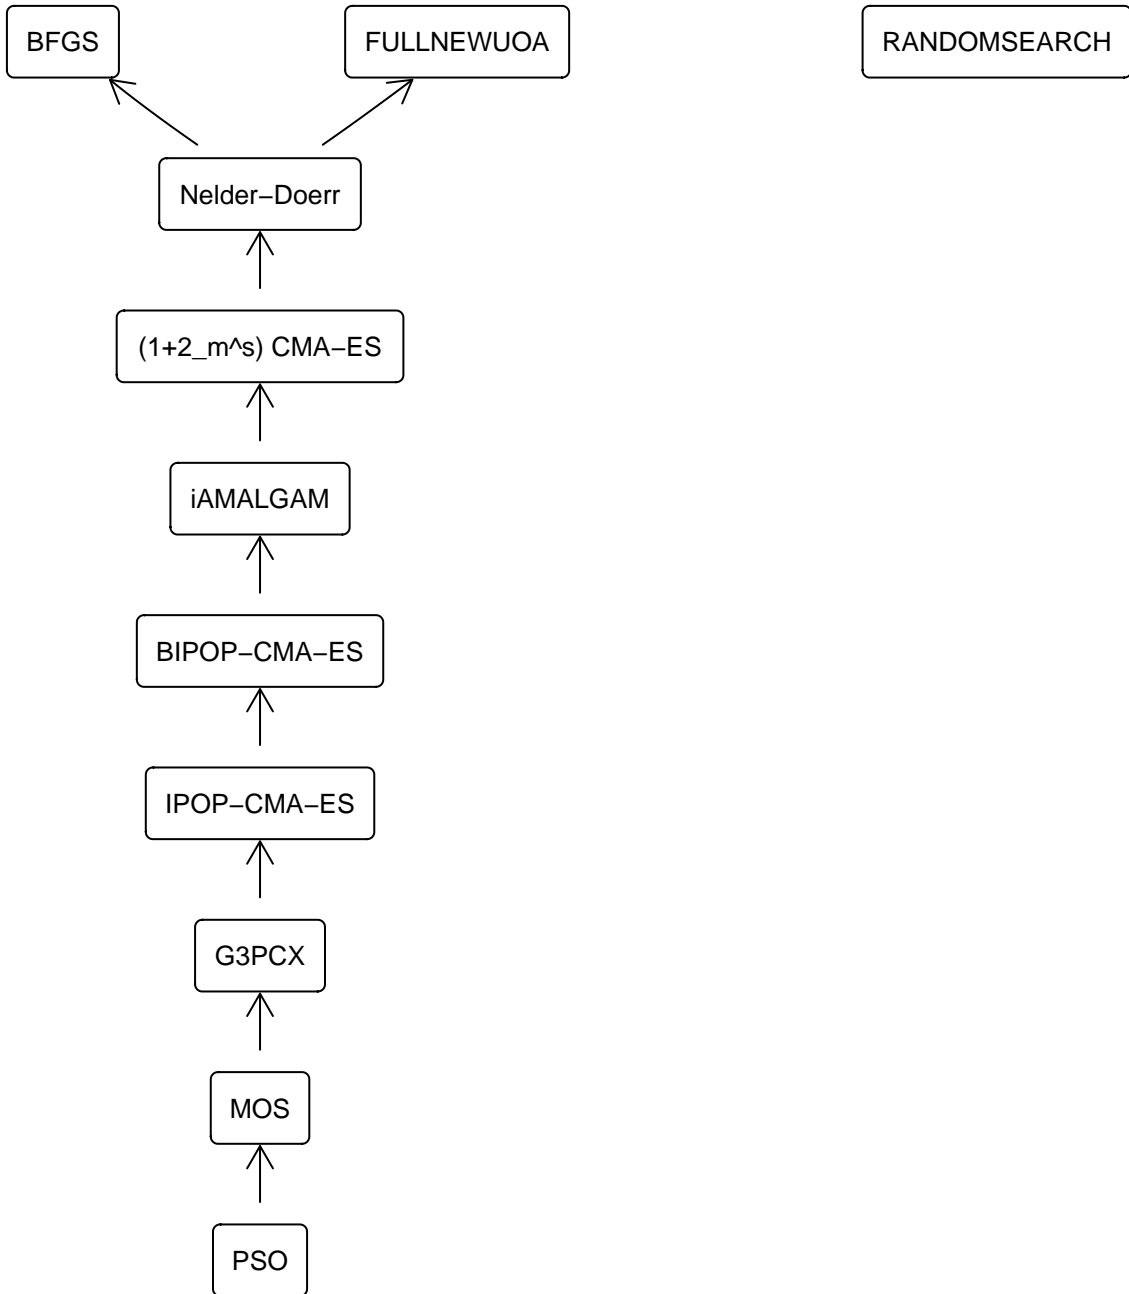 BFGS
FULLNEWUOA
RANDOMSEARCH
Nelder−Doerr
(1+2_m^s) CMA−ES
iAMALGAM
BIPOP−CMA−ES
IPOP−CMA−ES
G3PCX
MOS
PSO